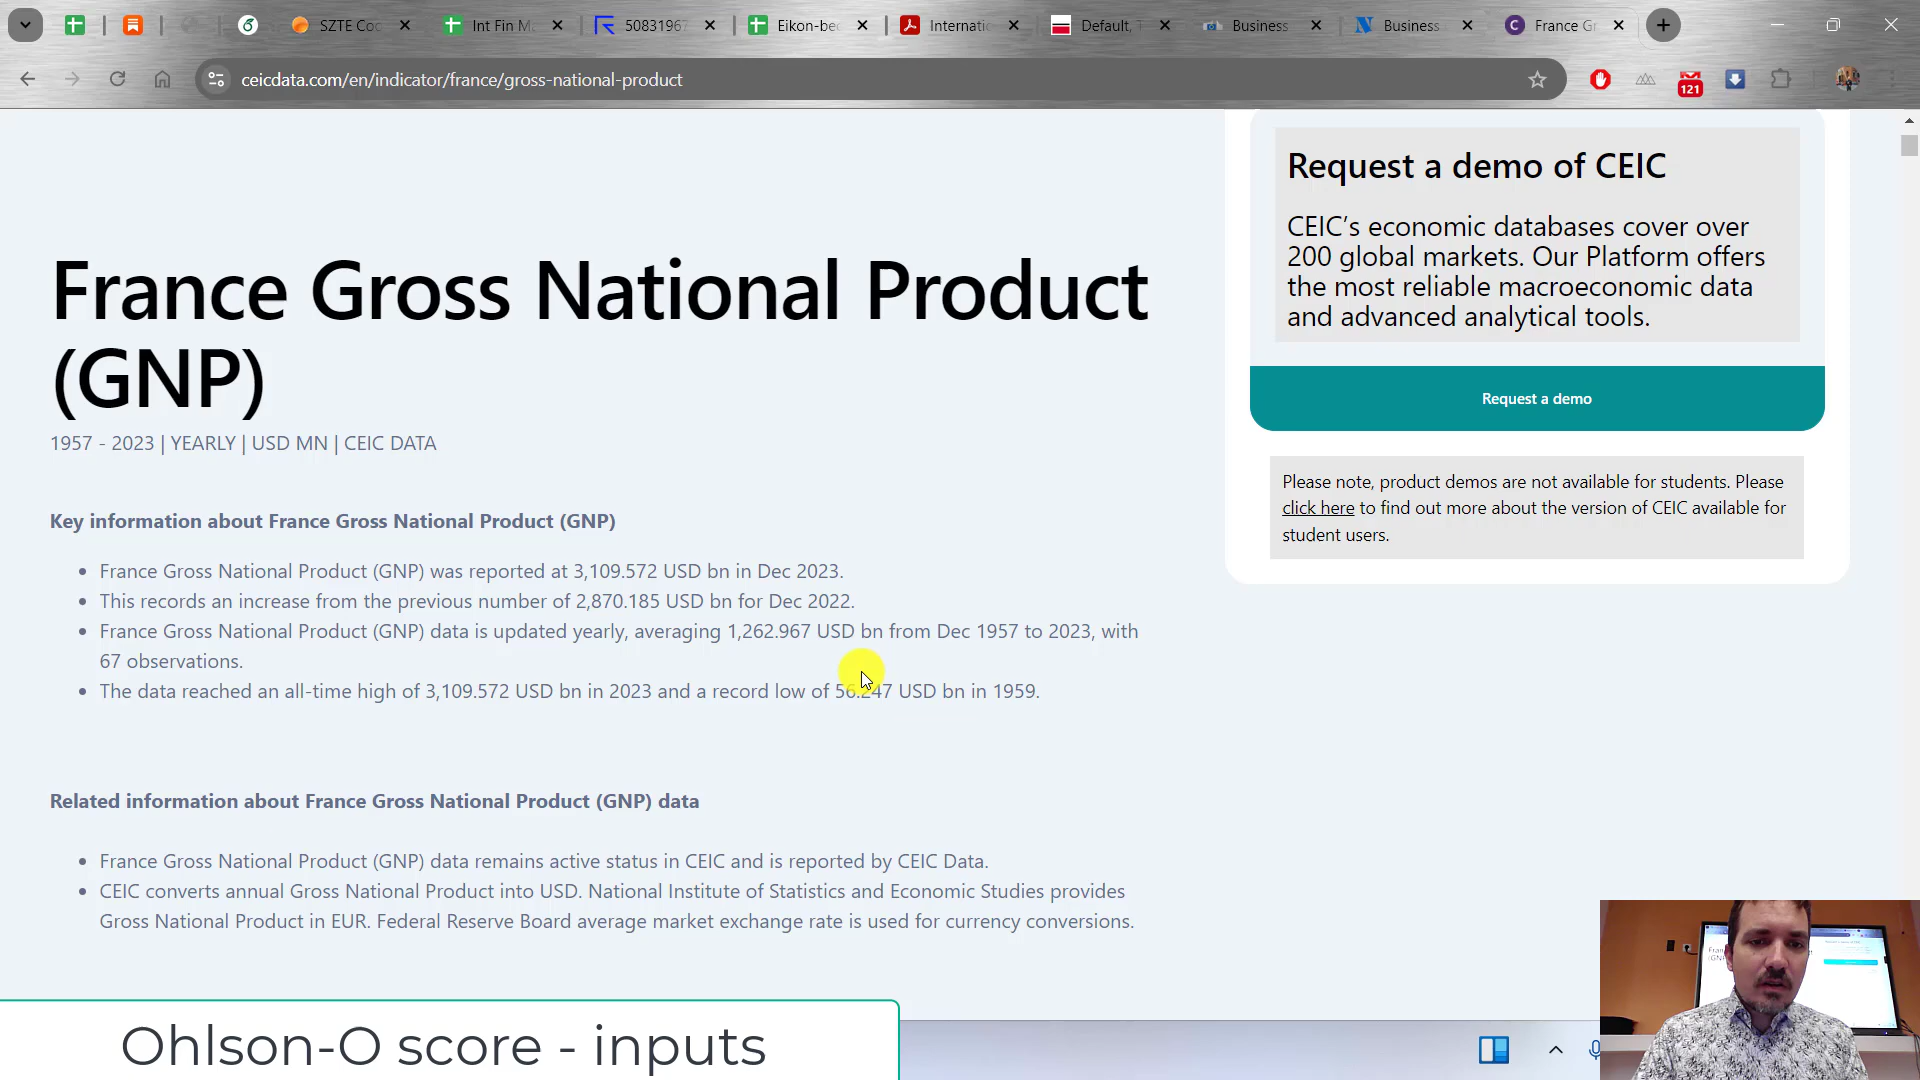 SZTE Coo
Int Fin M
5083196
Eikon-be
Internatio
Default, T
Business
Business
France Gr
ceicdata.com/en/indicator/france/gross-national-product
121
France Gross National Product
(GNP)
1957 - 2023 | YEARLY | USD MN | CEIC DATA
Key information about France Gross National Product (GNP)
• France Gross National Product (GNP) was reported at 3,109.572 USD bn in Dec 2023.
• This records an increase from the previous number of 2,870.185 USD bn for Dec 2022.
• France Gross National Product (GNP) data is updated yearly, averaging 1,262.967 USD bn from Dec 1957 to 2023, with
67 observations.
• The data reached an all-time high of 3,109.572 USD bn in 2023 and a record low of 56.247 USD bn in 1959.
Related information about France Gross National Product (GNP) data
• France Gross National Product (GNP) data remains active status in CEIC and is reported by CEIC Data.
• CEIC converts annual Gross National Product into USD. National Institute of Statistics and Economic Studies provides
Gross National Product in EUR. Federal Reserve Board average market exchange rate is used for currency conversions.
Request a demo of CEIC
CEIC’s economic databases cover over
200 global markets. Our Platform offers
the most reliable macroeconomic data
and advanced analytical tools.
Request a demo
Please note, product demos are not available for students. Please
click here to find out more about the version of CEIC available for
student users.
Ohlson-O score - inputs